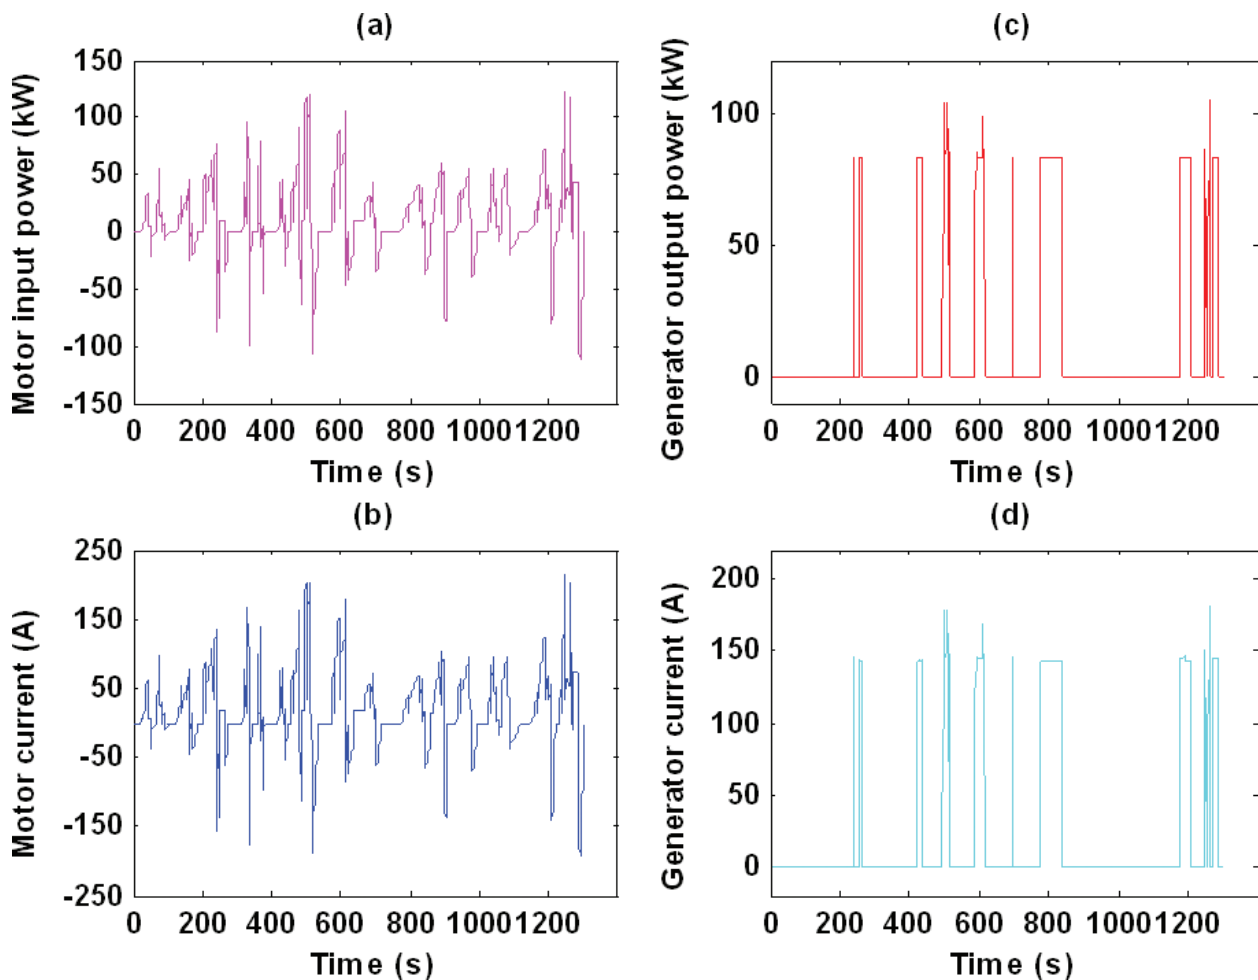 (a)
Motor input power (kW)
150
100
50
0
-50
-100
-150
0 200 400 600 800 1000 1200
Time (s)
(c)
Generator output power (kW)
100
50
0
0 200 400 600 800 1000 1200
Time (s)
(b)
Motor current (A)
250
150
50
-50
-150
-250
0 200 400 600 800 1000 1200
Time (s)
(d)
Generator current (A)
200
150
100
50
0
0 200 400 600 800 1000 1200
Time (s)